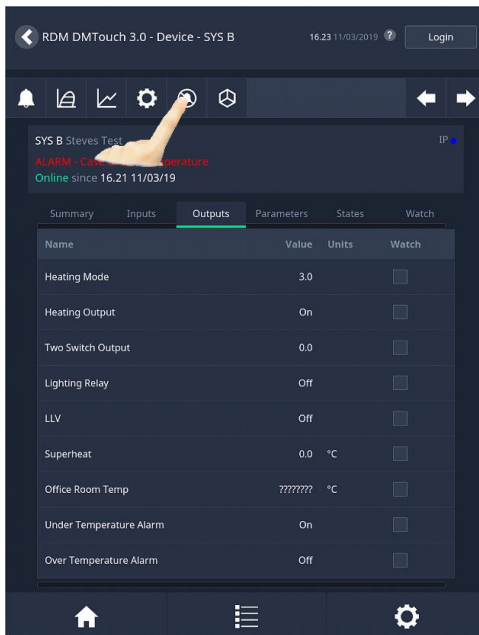 RDM DMTouch 3.0 - Device - SYS B 16.23 11/03/2019 ? Login
SYS B Steves Test IP
ALARM - Cas perature
Online since 16.21 11/03/19
Summary Inputs Outputs Parameters States Watch
Name Value Units Watch
Heating Mode 3.0
Heating Output On
Two Switch Output 0.0
Lighting Relay Off
LLV Off
Superheat 0.0 °C
Office Room Temp ???????? °C
Under Temperature Alarm On
Over Temperature Alarm Off